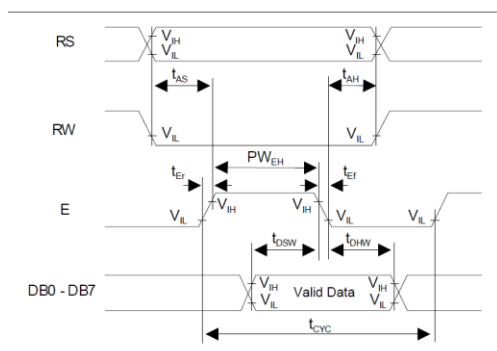 RS
VIH
VIL
VIH
VIL
tAS
tAH
RW
VIL
VIL
PWEH
tEr
tEf
E
VIL
VIH
VIH
VIL
VIL
tDSW
tDHW
DB0 - DB7
VIH
VIL
Valid Data
VIH
VIL
tCYC